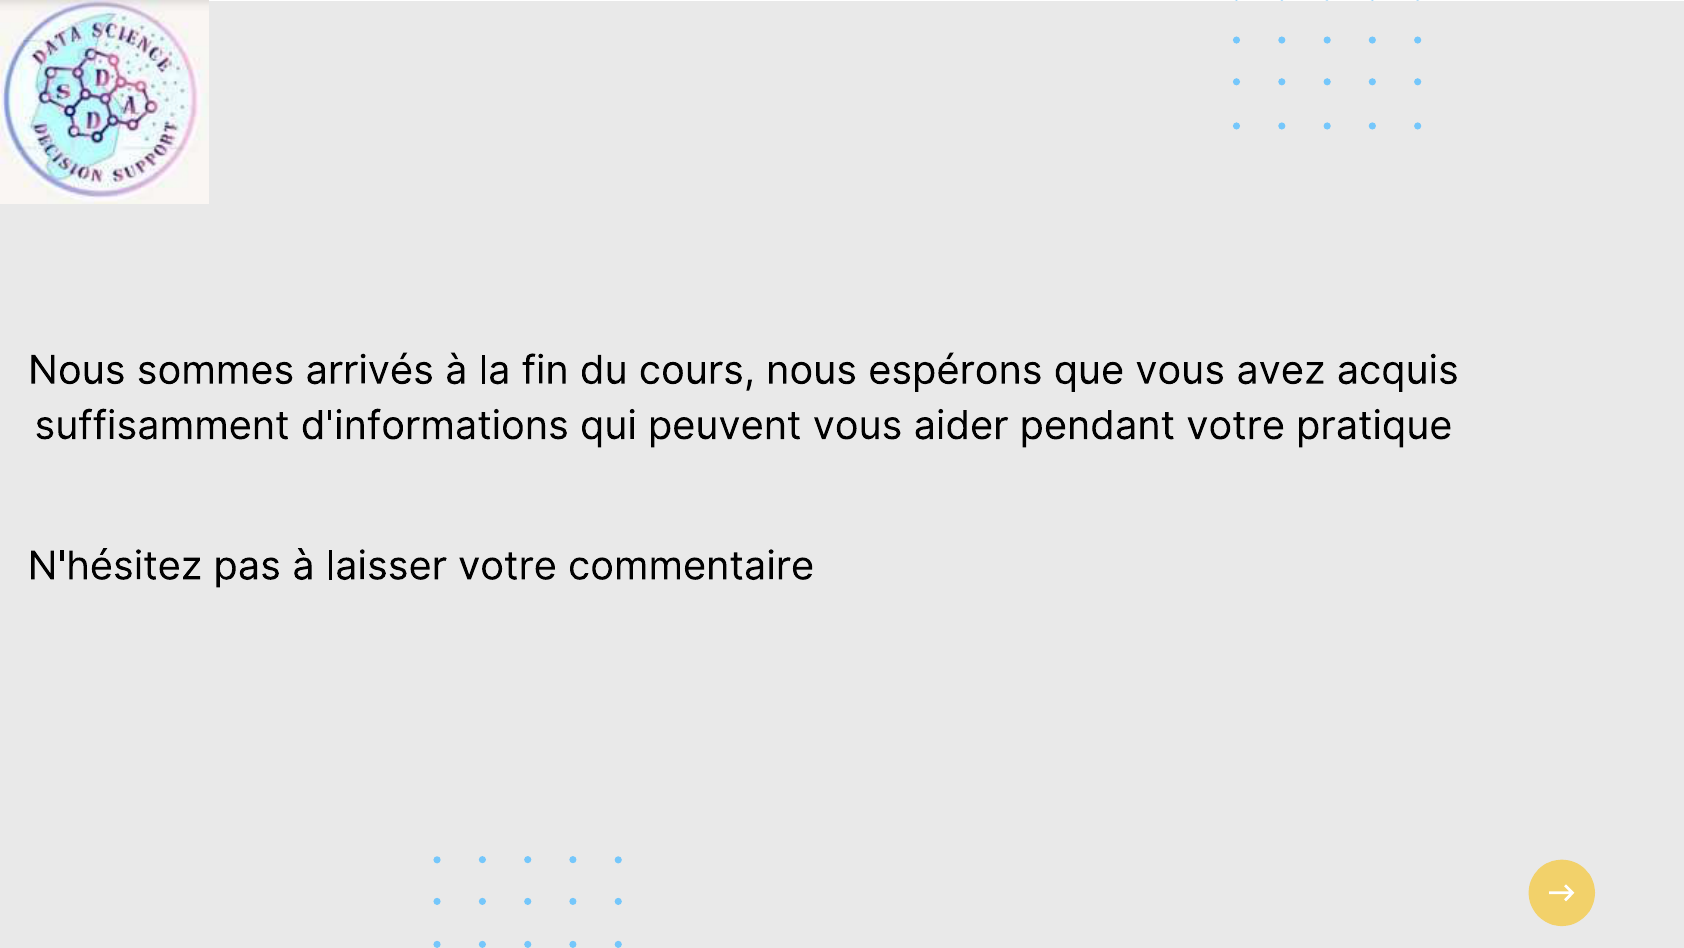 DATA SCIENCE
D
S
A
D
DECISION SUPPORT
Nous sommes arrivés à la fin du cours, nous espérons que vous avez acquis
suffisamment d'informations qui peuvent vous aider pendant votre pratique
N'hésitez pas à laisser votre commentaire